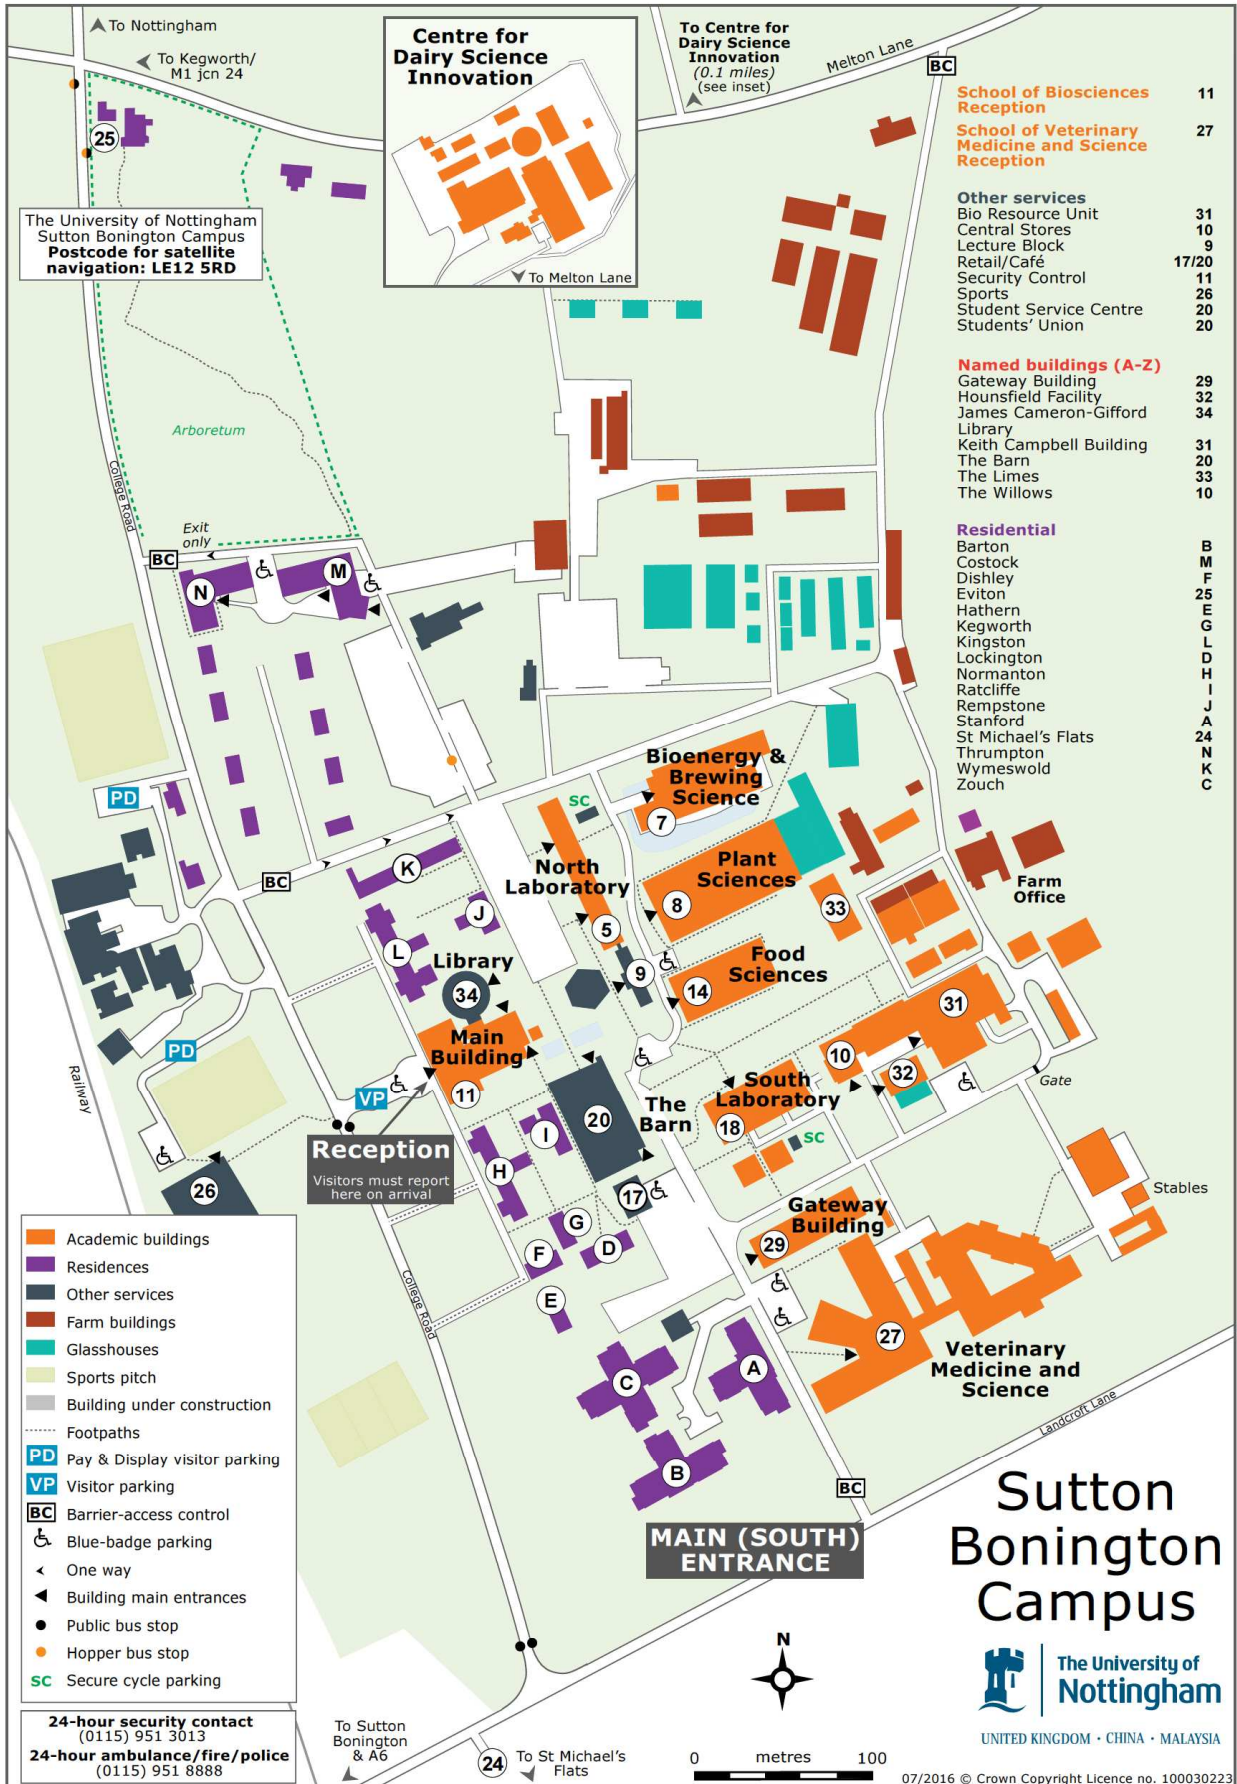 To Nottingham
To Kegworth/
M1 jcn 24
Centre for
Dairy Science
Innovation
To Melton Lane
To Centre for
Dairy Science
Innovation
(0.1 miles)
(see inset)
Melton Lane
BC
25
The University of Nottingham
Sutton Bonington Campus
Postcode for satellite
navigation: LE12 5RD
School of Biosciences 11
Reception
School of Veterinary 27
Medicine and Science
Reception
Other services
Bio Resource Unit 31
Central Stores 10
Lecture Block 9
Retail/Café 17/20
Security Control 11
Sports 26
Student Service Centre 20
Students' Union 20
Named buildings (A-Z)
Gateway Building 29
Hounsfield Facility 32
James Cameron-Gifford 34
Library
Keith Campbell Building 31
The Barn 20
The Limes 33
The Willows 10
Residential
Barton B
Costock M
Dishley F
Eviton 25
Hathern E
Kegworth G
Kingston L
Lockington D
Normanton H
Ratcliffe I
Rempstone J
Stanford A
St Michael's Flats 24
Thrumpton N
Wymeswold K
Zouch C
Arboretum
College Road
Exit
only
BC
N
M
PD
BC
K
J
L
Library
34
Main
Building
11
SC
North
Laboratory
5
9
Bioenergy &
Brewing
Science
7
Plant
Sciences
8
33
Food
Sciences
14
Farm
Office
31
10
32
Gate
South
Laboratory
18
SC
The
Barn
20
17
PD
VP
Railway
Reception
Visitors must report
here on arrival
26
I
H
G
F
D
E
Gateway
Building
29
Stables
27
Veterinary
Medicine and
Science
Landcroft Lane
College Road
C
A
B
BC
MAIN (SOUTH)
ENTRANCE
Academic buildings
Residences
Other services
Farm buildings
Glasshouses
Sports pitch
Building under construction
Footpaths
PD Pay & Display visitor parking
VP Visitor parking
BC Barrier-access control
Blue-badge parking
One way
Building main entrances
Public bus stop
Hopper bus stop
SC Secure cycle parking
24-hour security contact
(0115) 951 3013
24-hour ambulance/fire/police
(0115) 951 8888
To Sutton
Bonington
& A6
24
To St Michael's
Flats
N
0 metres 100
Sutton
Bonington
Campus
The University of
Nottingham
UNITED KINGDOM · CHINA · MALAYSIA
07/2016 © Crown Copyright Licence no. 100030223